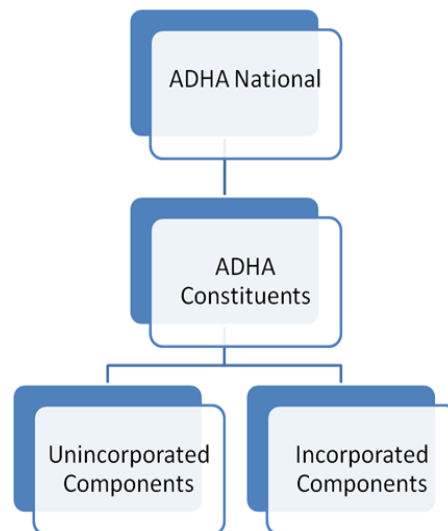 ADHA National
ADHA
Constituents
Unincorporated
Components
Incorporated
Components